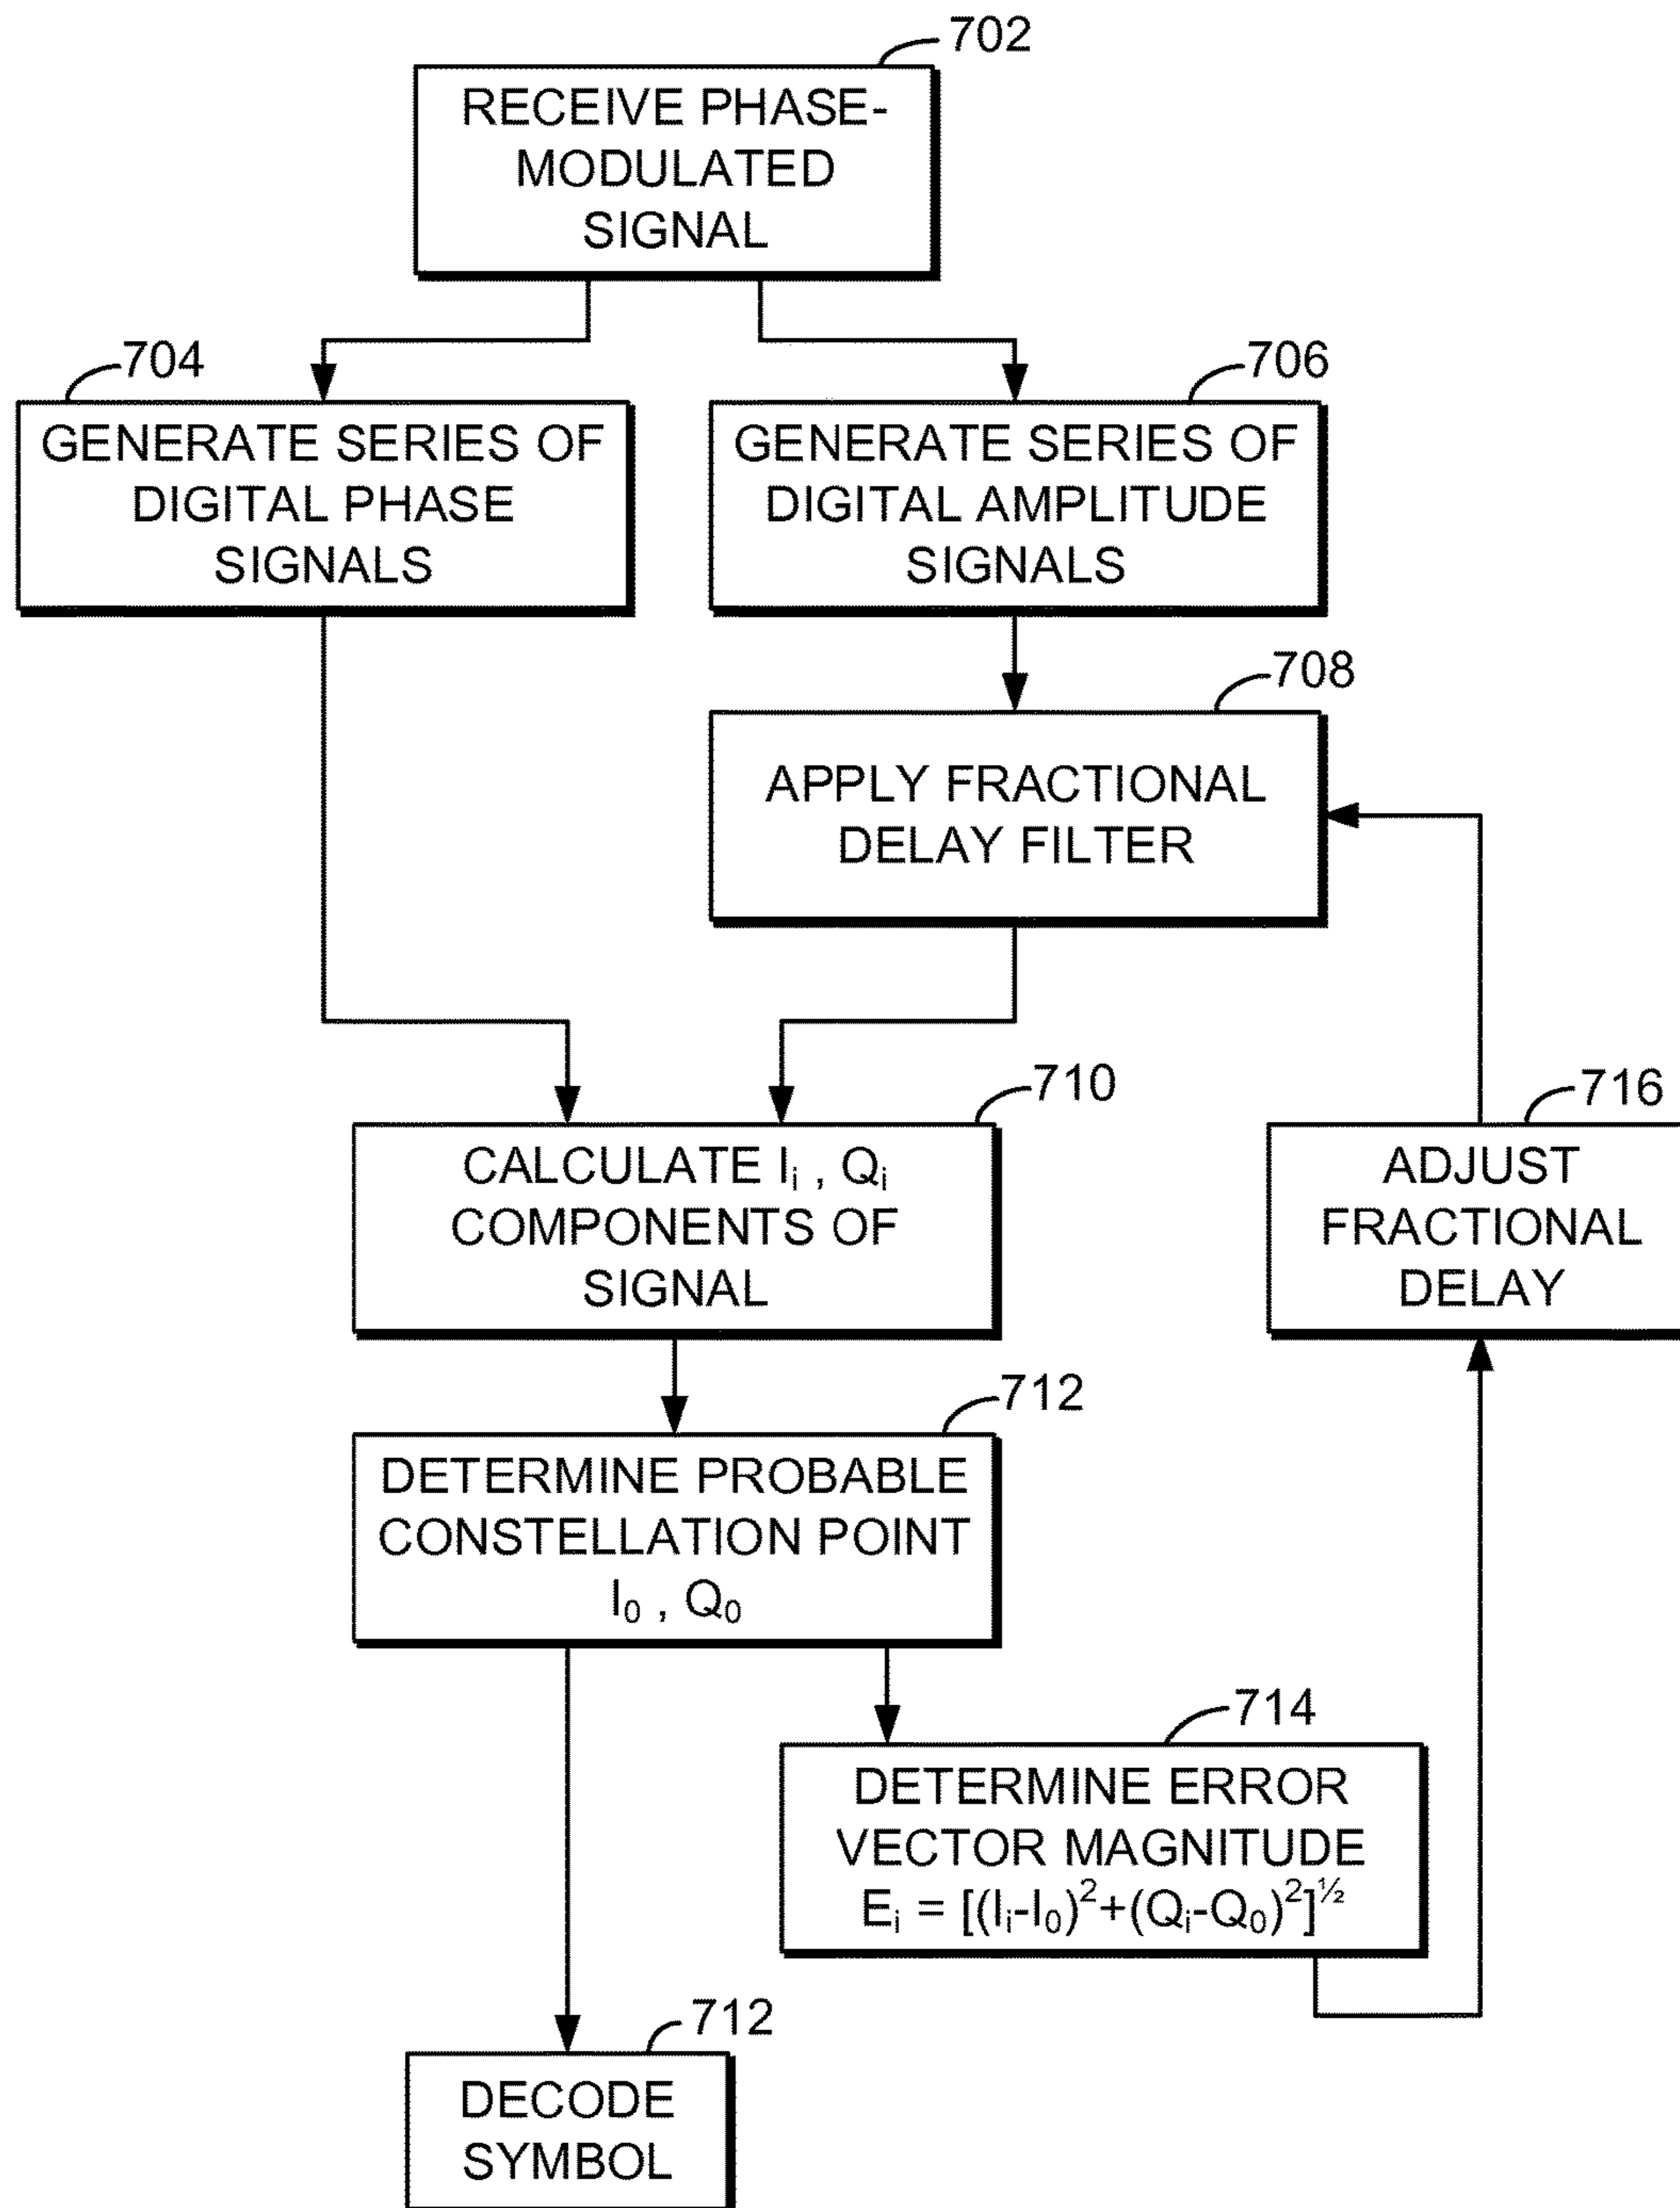 702
RECEIVE PHASE-
MODULATED
SIGNAL
704
GENERATE SERIES OF
DIGITAL PHASE
SIGNALS
706
GENERATE SERIES OF
DIGITAL AMPLITUDE
SIGNALS
708
APPLY FRACTIONAL
DELAY FILTER
710
CALCULATE Iᵢ , Qᵢ
COMPONENTS OF
SIGNAL
716
ADJUST
FRACTIONAL
DELAY
712
DETERMINE PROBABLE
CONSTELLATION POINT
I₀ , Q₀
714
DETERMINE ERROR
VECTOR MAGNITUDE
Eᵢ = [(Iᵢ-I₀)²+(Qᵢ-Q₀)²]^½
712
DECODE
SYMBOL